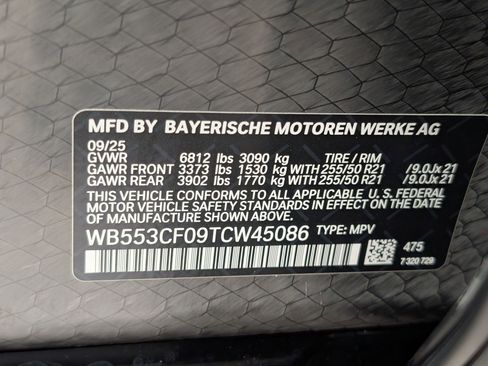 MFD BY BAYERISCHE MOTOREN WERKE AG
09/25
GVWR 6812 lbs 3090 kg TIRE / RIM
GAWR FRONT 3373 lbs 1530 kg WITH 255/50 R21 / 9.0Jx 21
GAWR REAR 3902 lbs 1770 kg WITH 255/50 R21 / 9.0Jx 21
THIS VEHICLE CONFORMS TO ALL APPLICABLE U. S. FEDERAL
MOTOR VEHICLE SAFETY STANDARDS IN EFFECT ON THE
DATE OF MANUFACTURE SHOWN ABOVE.
WB553CF09TCW45086 TYPE: MPV
475
7 320 729